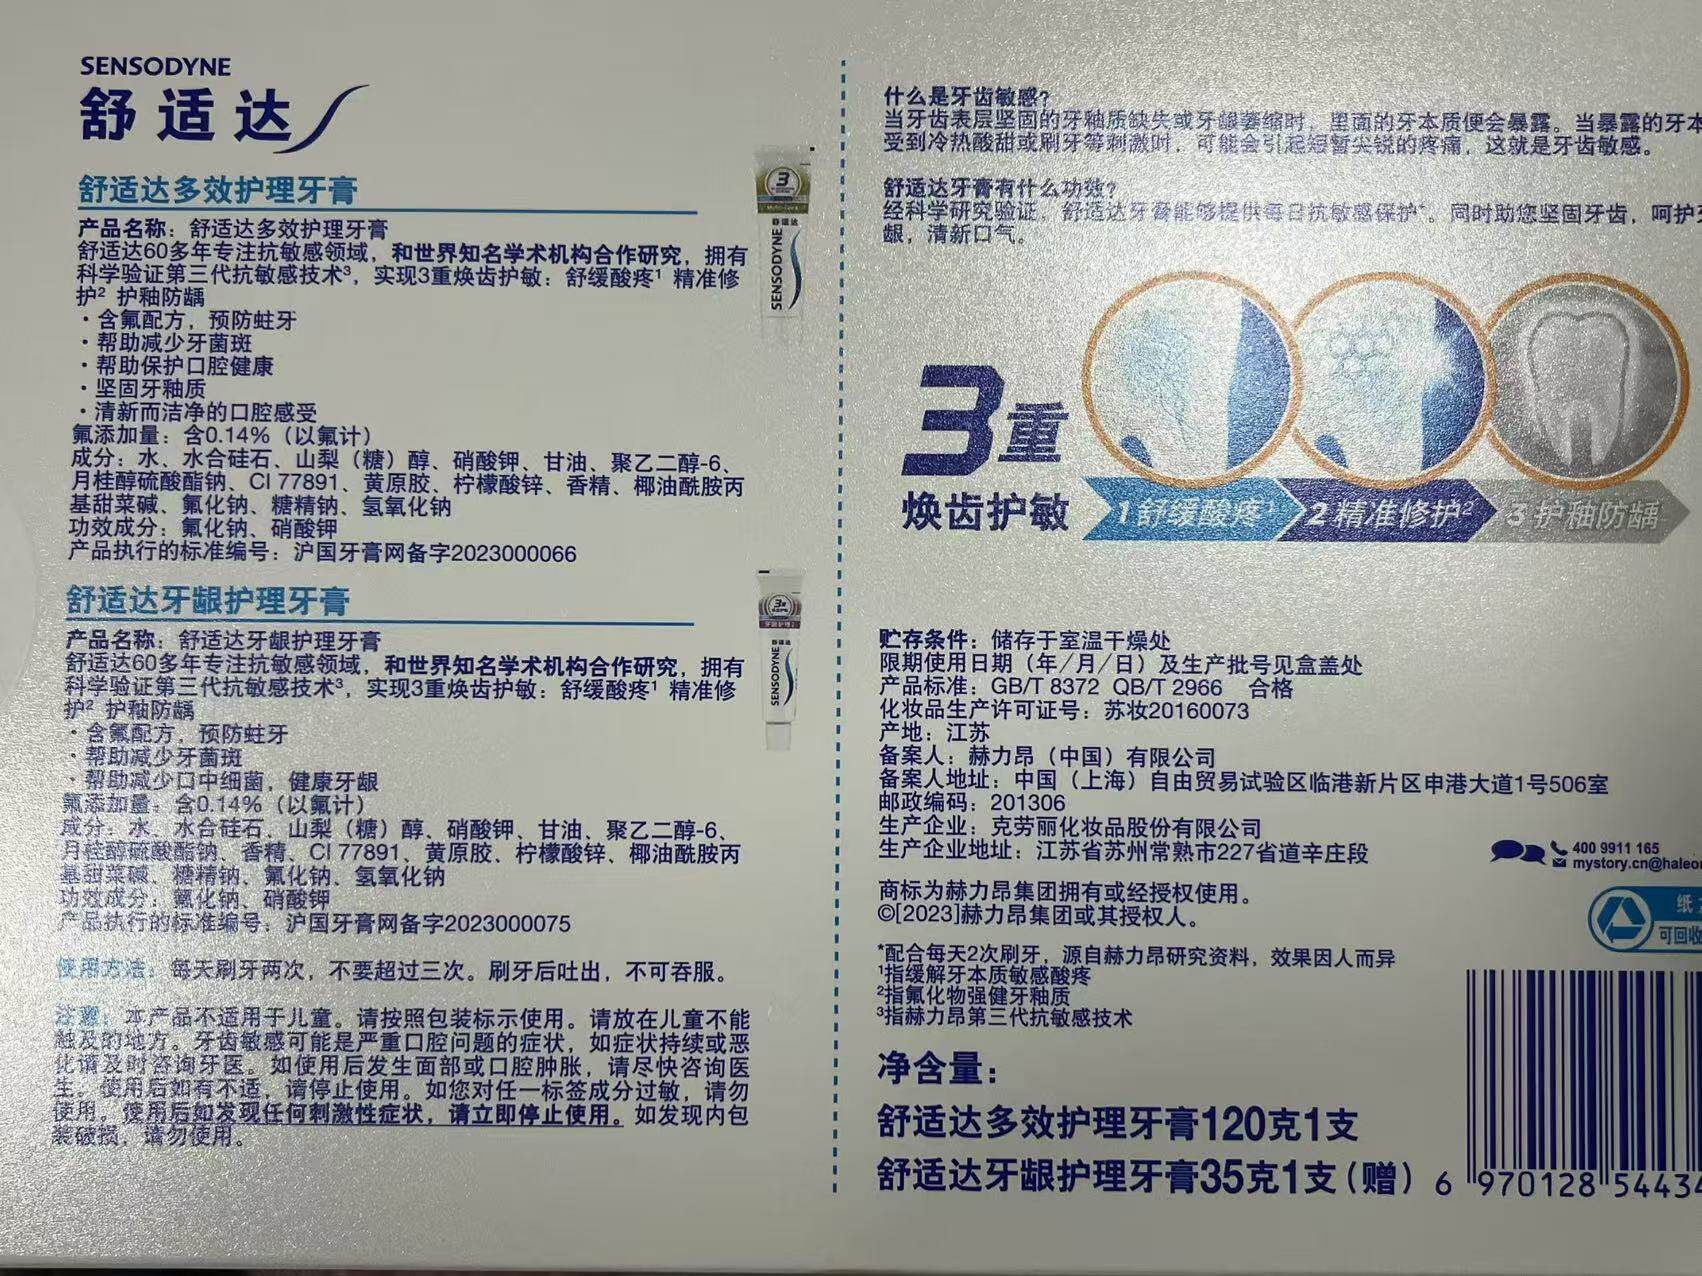 SENSODYNE
舒适达
舒适达多效护理牙膏
产品名称：舒适达多效护理牙膏
舒适达60多年专注抗敏感领域，和世界知名学术机构合作研究，拥有
科学验证第三代抗敏感技术³，实现3重焕齿护敏：舒缓酸疼¹ 精准修
护² 护釉防龋
·含氟配方，预防蛀牙
·帮助减少牙菌斑
·帮助保护口腔健康
·坚固牙釉质
·清新而洁净的口腔感受
氟添加量：含0.14%（以氟计）
成分：水、水合硅石、山梨（糖）醇、硝酸钾、甘油、聚乙二醇-6、
月桂醇硫酸酯钠、CI 77891、黄原胶、柠檬酸锌、香精、椰油酰胺丙
基甜菜碱、氟化钠、糖精钠、氢氧化钠
功效成分：氟化钠、硝酸钾
产品执行的标准编号：沪国牙膏网备字2023000066
舒适达牙龈护理牙膏
产品名称：舒适达牙龈护理牙膏
舒适达60多年专注抗敏感领域，和世界知名学术机构合作研究，拥有
科学验证第三代抗敏感技术³，实现3重焕齿护敏：舒缓酸疼¹ 精准修
护² 护釉防龋
·含氟配方，预防蛀牙
·帮助减少牙菌斑
·帮助减少口中细菌，健康牙龈
氟添加量：含0.14%（以氟计）
成分：水、水合硅石、山梨（糖）醇、硝酸钾、甘油、聚乙二醇-6、
月桂醇硫酸酯钠、香精、CI 77891、黄原胶、柠檬酸锌、椰油酰胺丙
基甜菜碱、糖精钠、氟化钠、氢氧化钠
功效成分：氟化钠、硝酸钾
产品执行的标准编号：沪国牙膏网备字2023000075
使用方法：每天刷牙两次，不要超过三次。刷牙后吐出，不可吞服。
注意：本产品不适用于儿童。请按照包装标示使用。请放在儿童不能
触及的地方。牙齿敏感可能是严重口腔问题的症状，如症状持续或恶
化请及时咨询牙医。如使用后发生面部或口腔肿胀，请尽快咨询医
生。使用后如有不适，请停止使用。如您对任一标签成分过敏，请勿
使用。使用后如发现任何刺激性症状，请立即停止使用。如发现内包
装破损，请勿使用。
3
舒适达
SENSODYNE
3重
牙龈护理
舒适达
SENSODYNE
什么是牙齿敏感？
当牙齿表层坚固的牙釉质缺失或牙龈萎缩时，里面的牙本质便会暴露。当暴露的牙本
受到冷热酸甜或刷牙等刺激时，可能会引起短暂尖锐的疼痛，这就是牙齿敏感。
舒适达牙膏有什么功效？
经科学研究验证，舒适达牙膏能够提供每日抗敏感保护*。同时助您坚固牙齿，呵护牙
龈，清新口气。
3重
焕齿护敏
1 舒缓酸疼¹
2 精准修护²
3 护釉防龋
贮存条件：储存于室温干燥处
限期使用日期（年／月／日）及生产批号见盒盖处
产品标准：GB/T 8372 QB/T 2966 合格
化妆品生产许可证号：苏妆20160073
产地：江苏
备案人：赫力昂（中国）有限公司
备案人地址：中国（上海）自由贸易试验区临港新片区申港大道1号506室
邮政编码：201306
生产企业：克劳丽化妆品股份有限公司
生产企业地址：江苏省苏州常熟市227省道辛庄段
400 9911 165
mystory.cn@haleon
商标为赫力昂集团拥有或经授权使用。
©[2023]赫力昂集团或其授权人。
纸
可回收
*配合每天2次刷牙，源自赫力昂研究资料，效果因人而异
¹指缓解牙本质敏感酸疼
²指氟化物强健牙釉质
³指赫力昂第三代抗敏感技术
净含量：
舒适达多效护理牙膏120克1支
舒适达牙龈护理牙膏35克1支（赠）
6 970128 54434